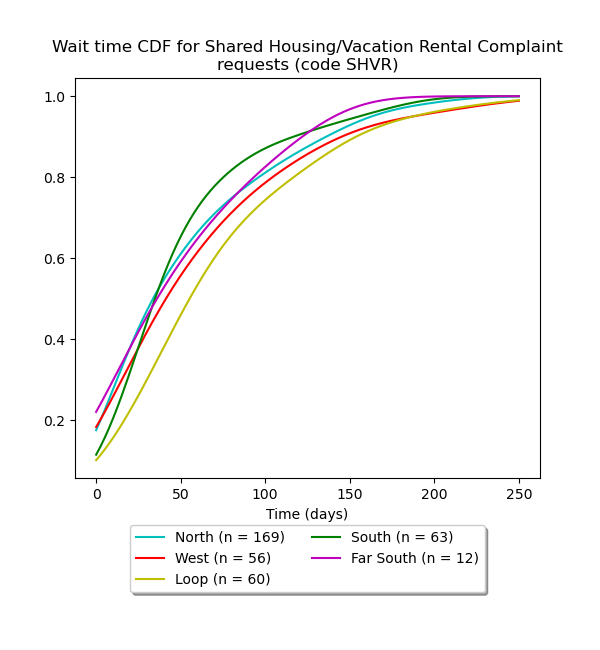 Wait time CDF for Shared Housing/Vacation Rental Complaint
requests (code SHVR)
1.0
0.8
0.6
0.4
0.2
0 50 100 150 200 250
Time (days)
North (n = 169) South (n = 63)
West (n = 56) Far South (n = 12)
Loop (n = 60)